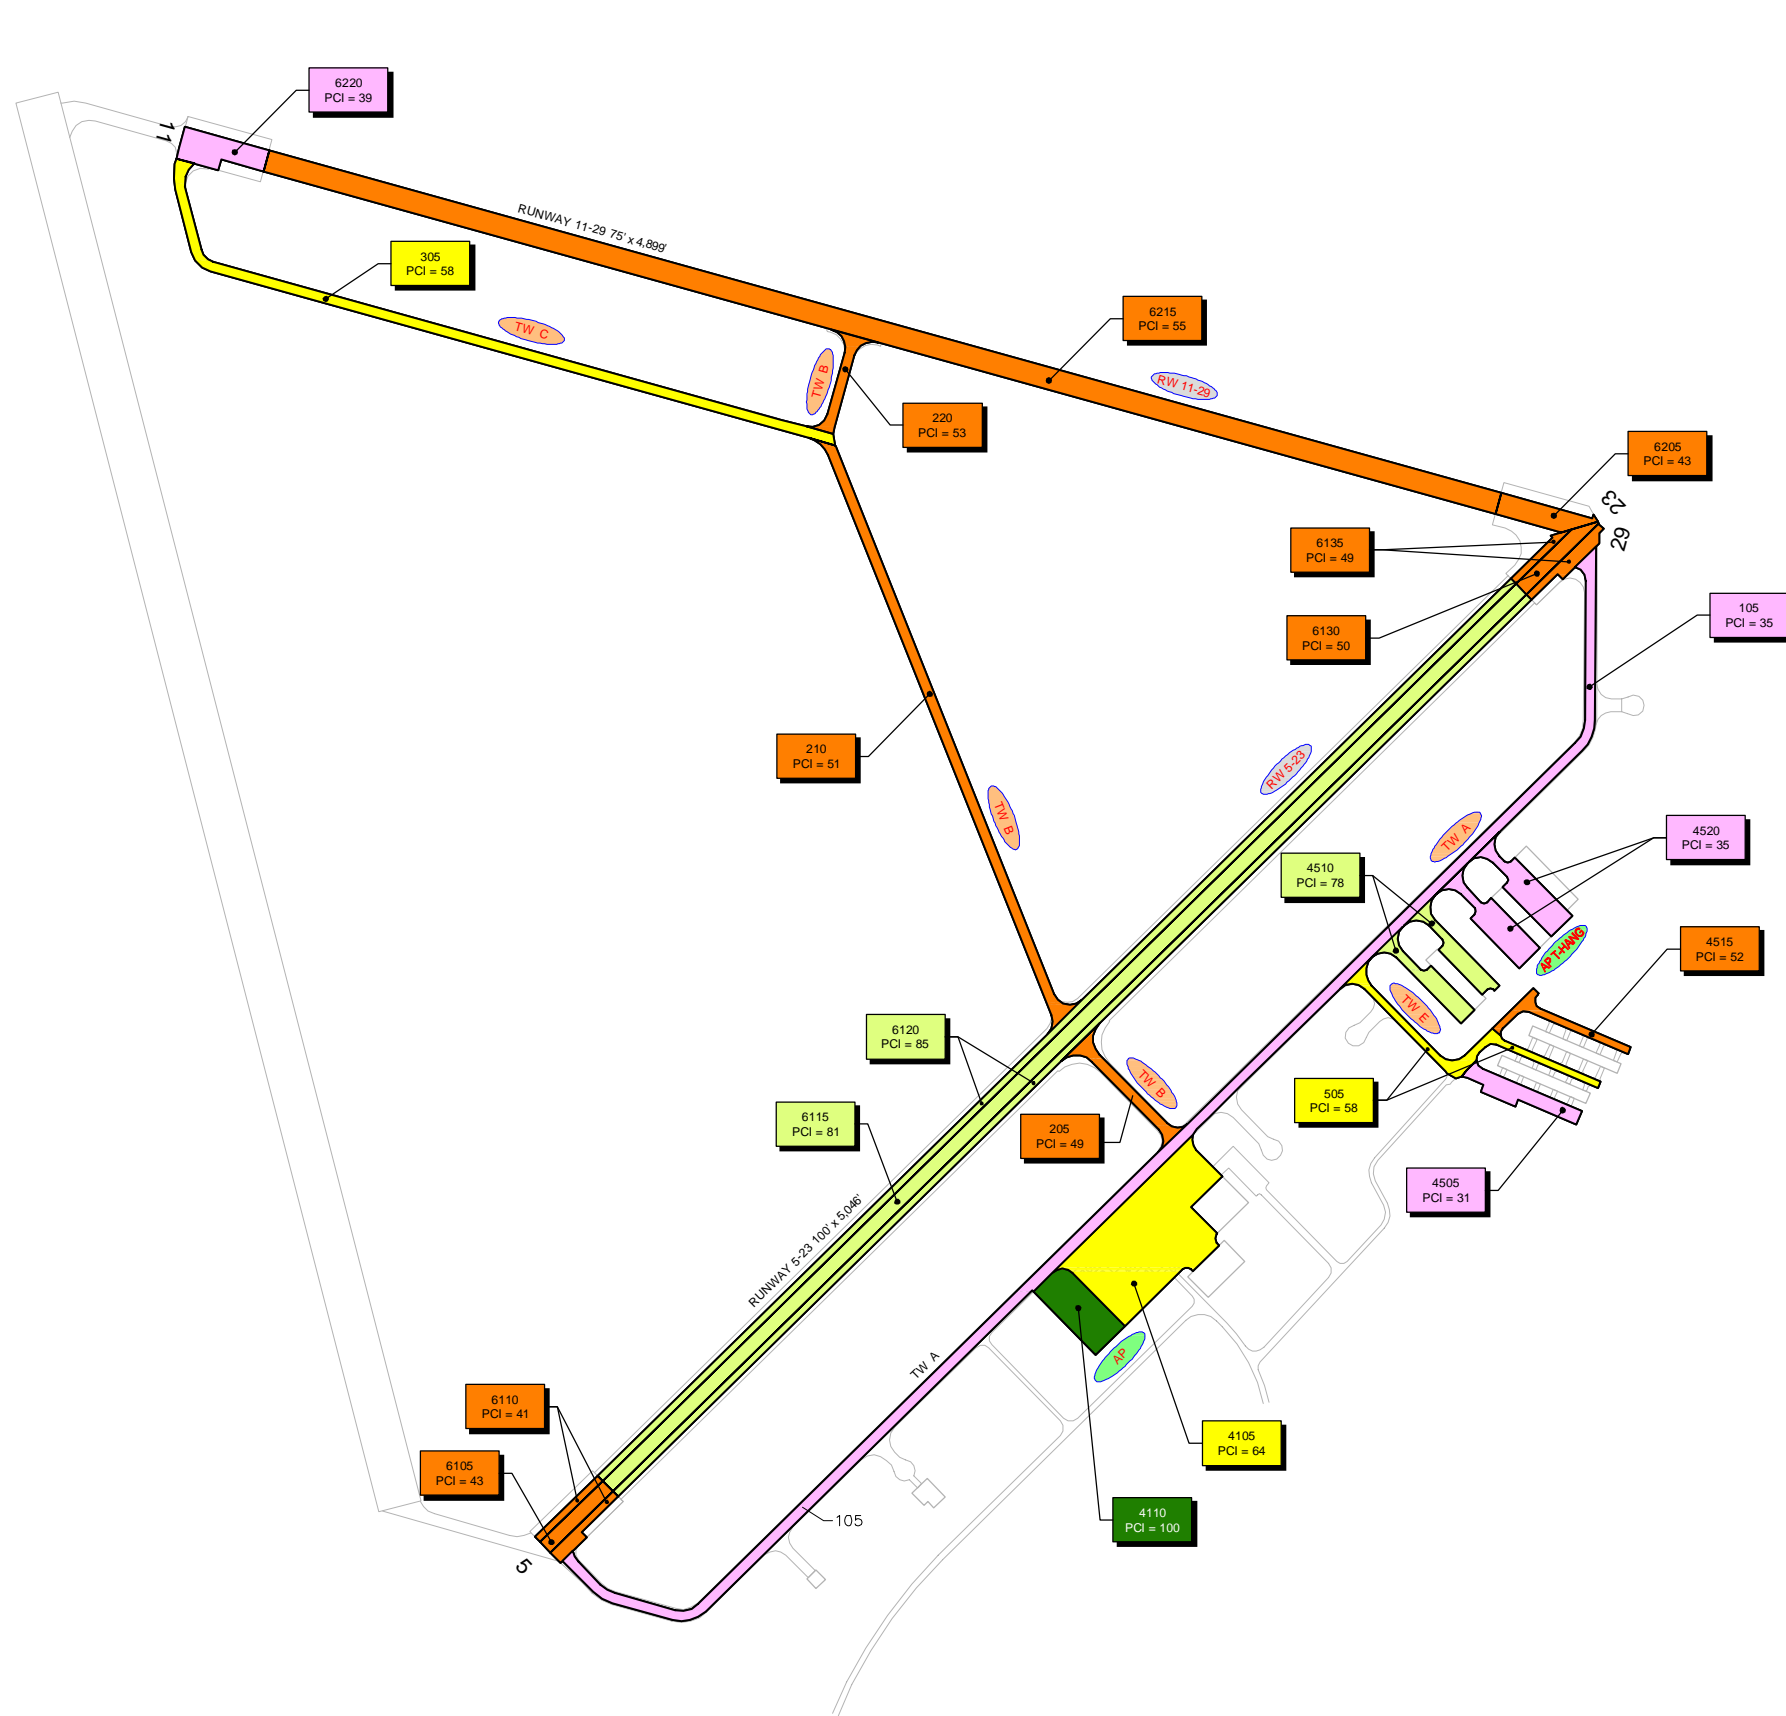 6220
PCI = 39
11
RUNWAY 11-29 75' x 4,899'
305
PCI = 58
TW C
6215
PCI = 55
TW B
RW 11-29
220
PCI = 53
6205
PCI = 43
23
29
6135
PCI = 49
105
PCI = 35
6130
PCI = 50
210
PCI = 51
RW 5-23
TW B
TW A
4520
PCI = 35
4510
PCI = 78
4515
PCI = 52
AP T-HANG
TW E
6120
PCI = 85
TW B
505
PCI = 58
6115
PCI = 81
205
PCI = 49
4505
PCI = 31
RUNWAY 5-23 100' x 5,046'
TW A
AP
6110
PCI = 41
4105
PCI = 64
6105
PCI = 43
4110
PCI = 100
105
5